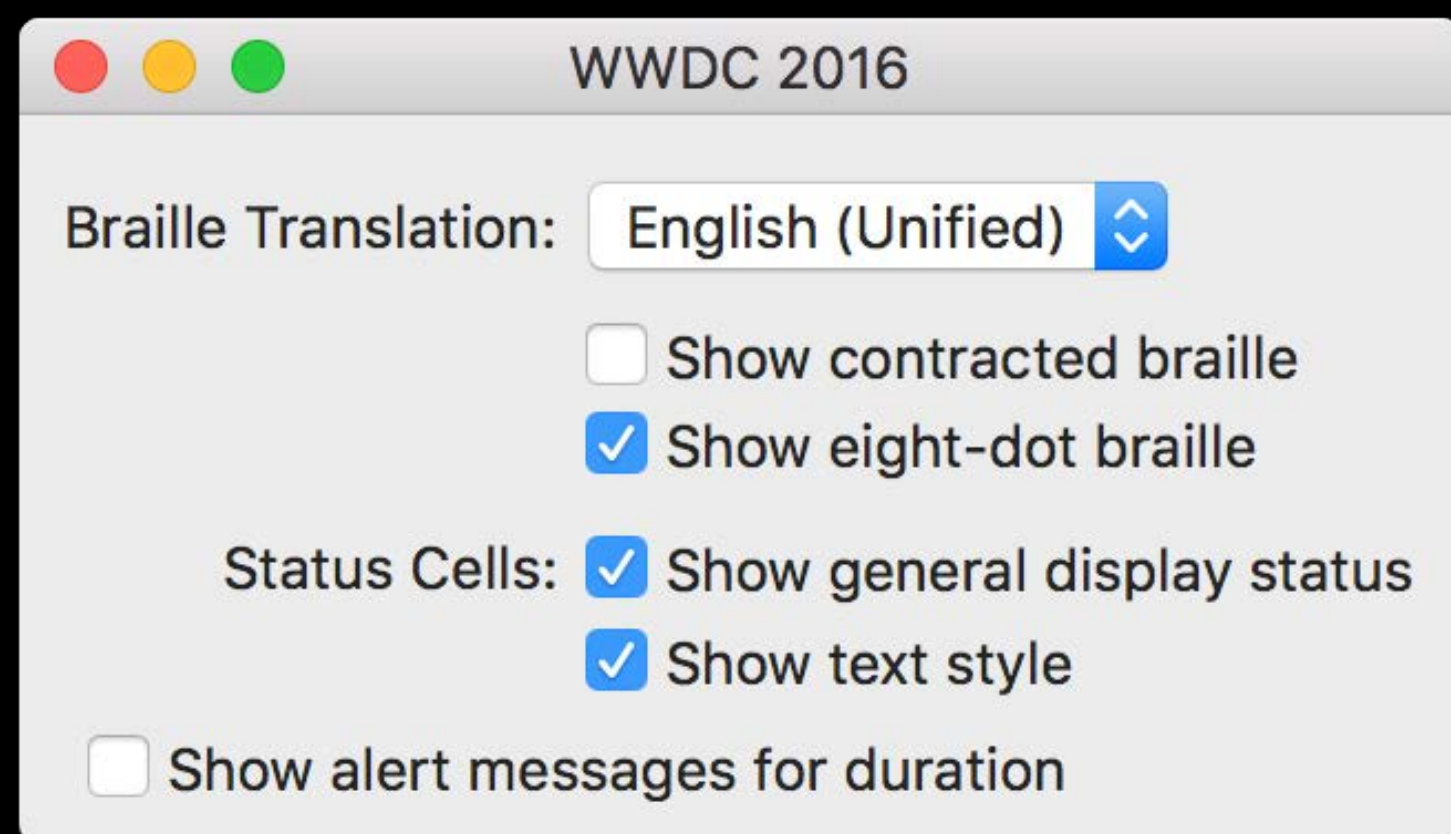 WWDC 2016
Braille Translation: English (Unified)
Show contracted braille
Show eight-dot braille
Status Cells: Show general display status
Show text style
Show alert messages for duration